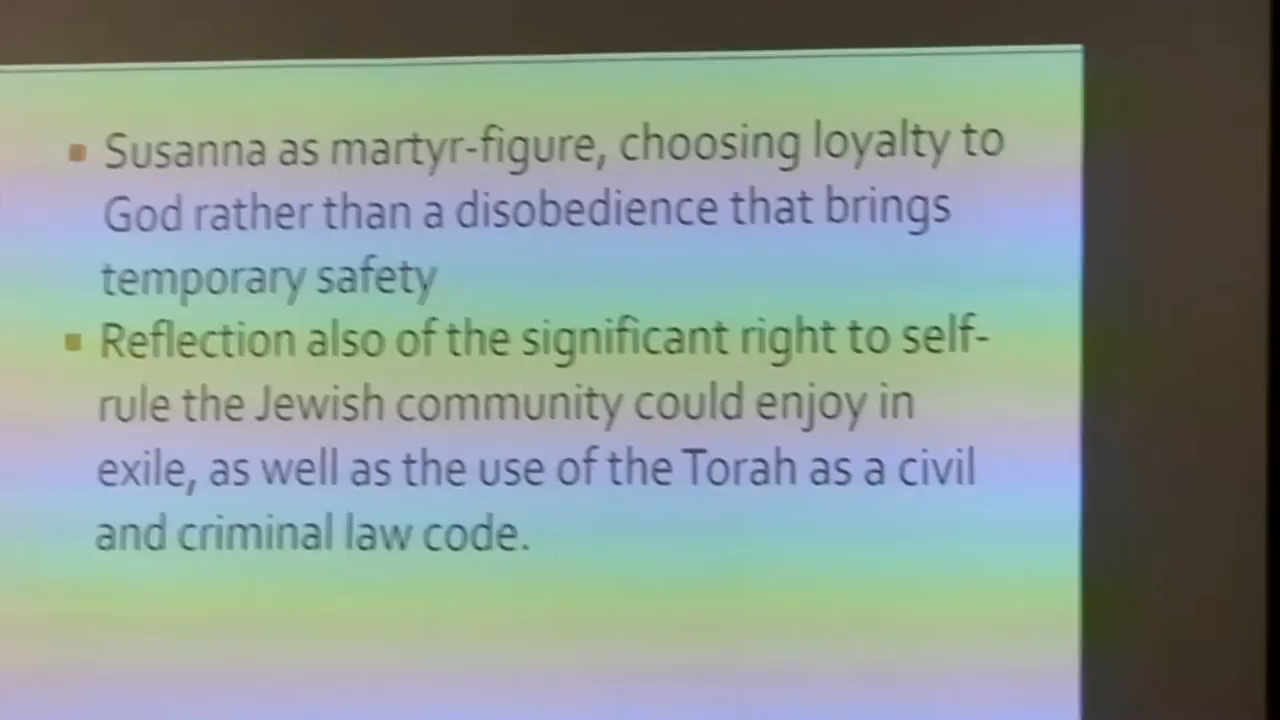 ▪ Susanna as martyr-figure, choosing loyalty to
God rather than a disobedience that brings
temporary safety
▪ Reflection also of the significant right to self-
rule the Jewish community could enjoy in
exile, as well as the use of the Torah as a civil
and criminal law code.